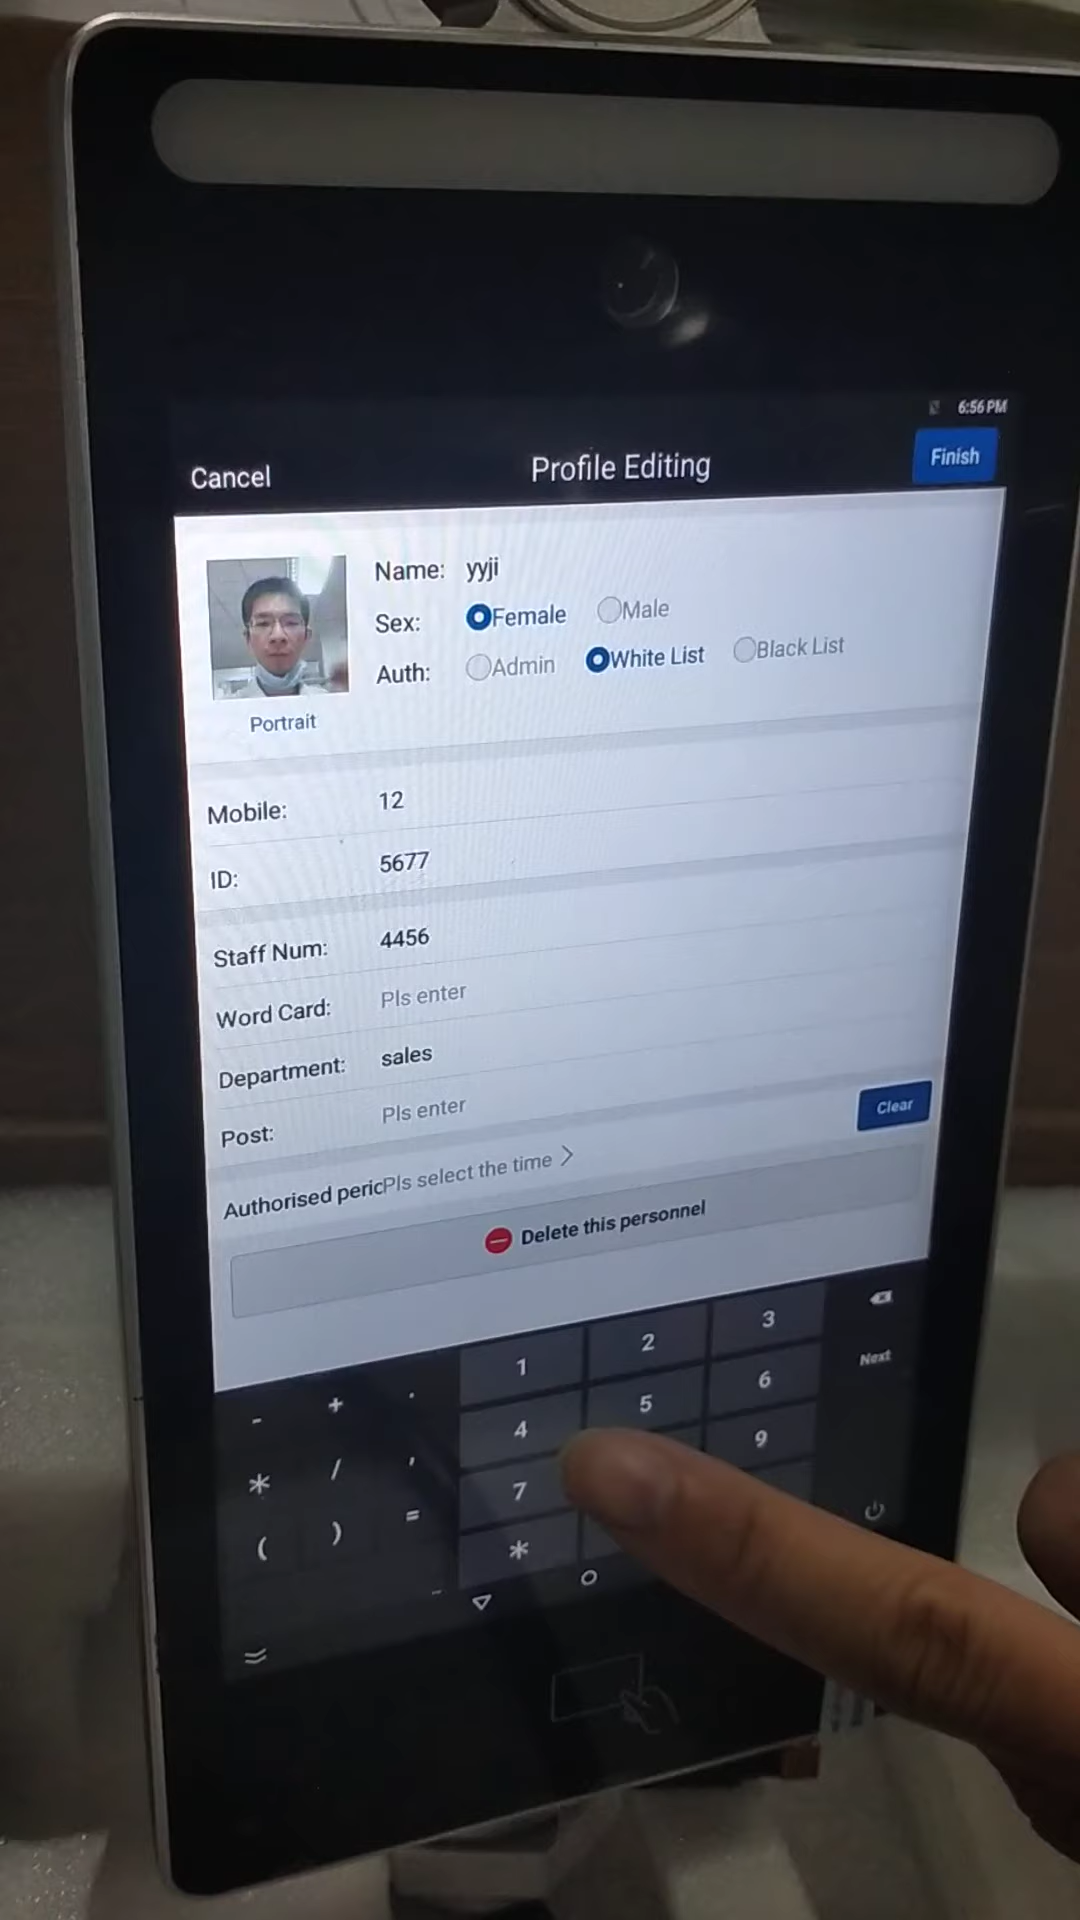 6:56 PM
Cancel Profile Editing Finish
Name: yyji
Sex: Female Male
Auth: Admin White List Black List
Portrait
Mobile: 12
ID: 5677
Staff Num: 4456
Word Card: Pls enter
Department: sales
Post: Pls enter
Clear
Authorised peric Pls select the time >
Delete this personnel
- + . 1 2 3
* / , 4 5 6 Next
( ) = 7 9
*